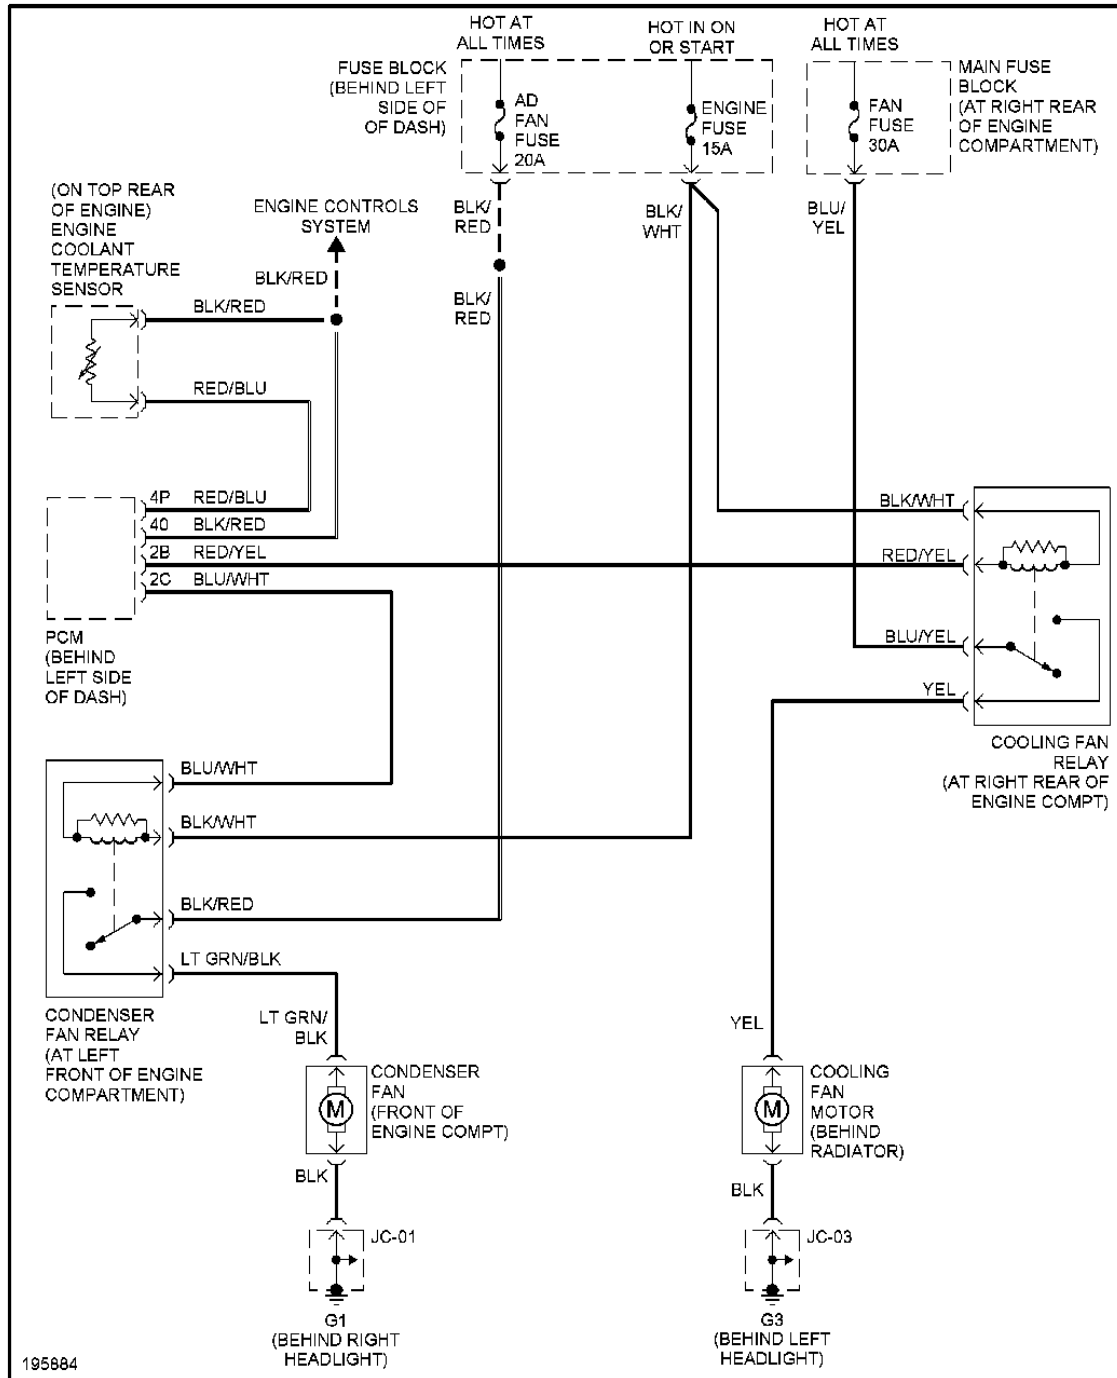 HOT AT
ALL TIMES
HOT IN ON
OR START
HOT AT
ALL TIMES
FUSE BLOCK
(BEHIND LEFT
SIDE OF
OF DASH)
AD
FAN
FUSE
20A
ENGINE
FUSE
15A
FAN
FUSE
30A
MAIN FUSE
BLOCK
(AT RIGHT REAR
OF ENGINE
COMPARTMENT)
(ON TOP REAR
OF ENGINE)
ENGINE
COOLANT
TEMPERATURE
SENSOR
ENGINE CONTROLS
SYSTEM
BLK/RED
BLK/
RED
BLK/
RED
BLK/
WHT
BLU/
YEL
BLK/RED
RED/BLU
4P RED/BLU
40 BLK/RED
2B RED/YEL
2C BLU/WHT
PCM
(BEHIND
LEFT SIDE
OF DASH)
BLK/WHT
RED/YEL
BLU/YEL
YEL
COOLING FAN
RELAY
(AT RIGHT REAR OF
ENGINE COMPT)
BLU/WHT
BLK/WHT
BLK/RED
LT GRN/BLK
CONDENSER
FAN RELAY
(AT LEFT
FRONT OF ENGINE
COMPARTMENT)
LT GRN/
BLK
YEL
CONDENSER
FAN
(FRONT OF
ENGINE COMPT)
M
COOLING
FAN
MOTOR
(BEHIND
RADIATOR)
M
BLK
BLK
JC-01
JC-03
G1
(BEHIND RIGHT
HEADLIGHT)
G3
(BEHIND LEFT
HEADLIGHT)
195884